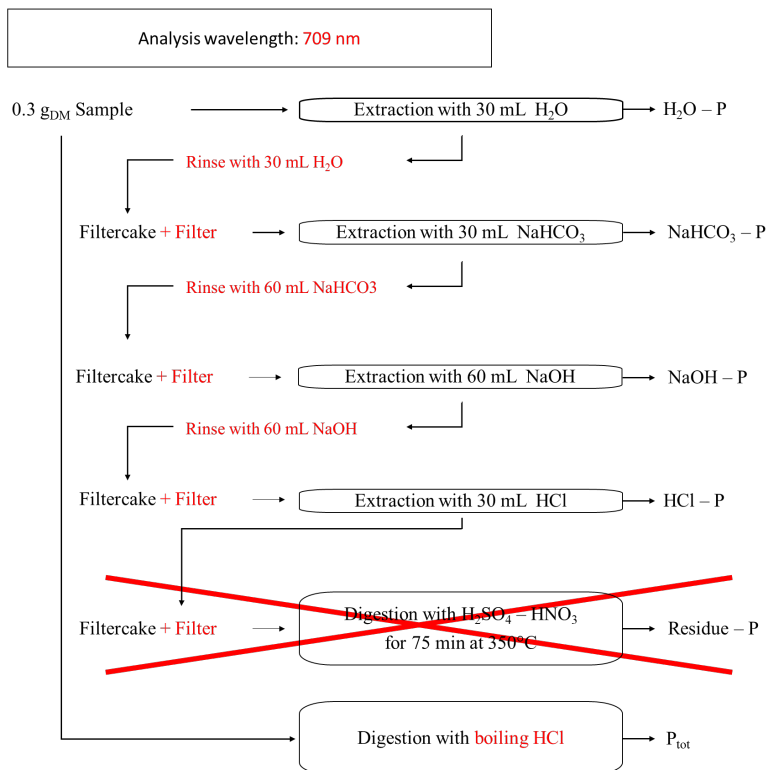 Analysis wavelength: 709 nm
0.3 g_DM Sample
Extraction with 30 mL H₂O
H₂O – P
Rinse with 30 mL H₂O
Filtercake + Filter
Extraction with 30 mL NaHCO₃
NaHCO₃ – P
Rinse with 60 mL NaHCO3
Filtercake + Filter
Extraction with 60 mL NaOH
NaOH – P
Rinse with 60 mL NaOH
Filtercake + Filter
Extraction with 30 mL HCl
HCl – P
Filtercake + Filter
Digestion with H₂SO₄ – HNO₃
for 75 min at 350°C
Residue – P
Digestion with boiling HCl
P_tot